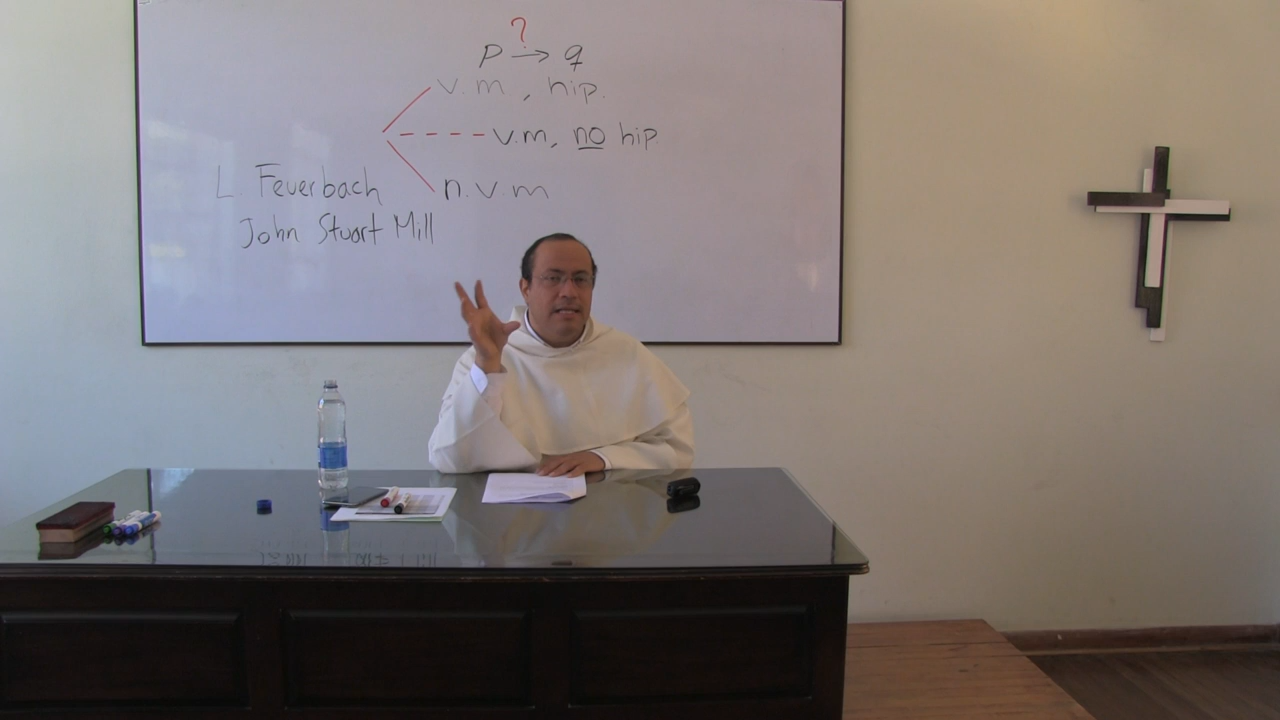 ?
p → q
v.m, hip.
v.m, no hip.
n.v.m
L. Feuerbach
John Stuart Mill